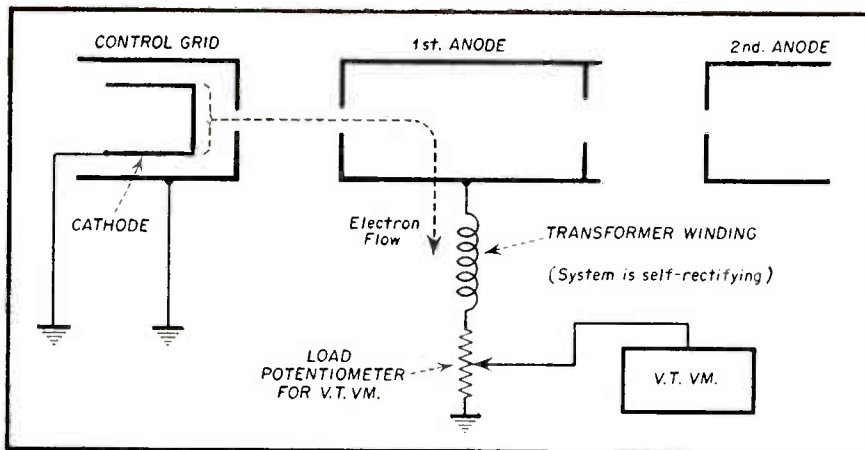 CONTROL GRID
1st. ANODE
2nd. ANODE
CATHODE
Electron
Flow
TRANSFORMER WINDING
(System is self-rectifying)
LOAD
POTENTIOMETER
FOR V.T. VM.
V.T. VM.